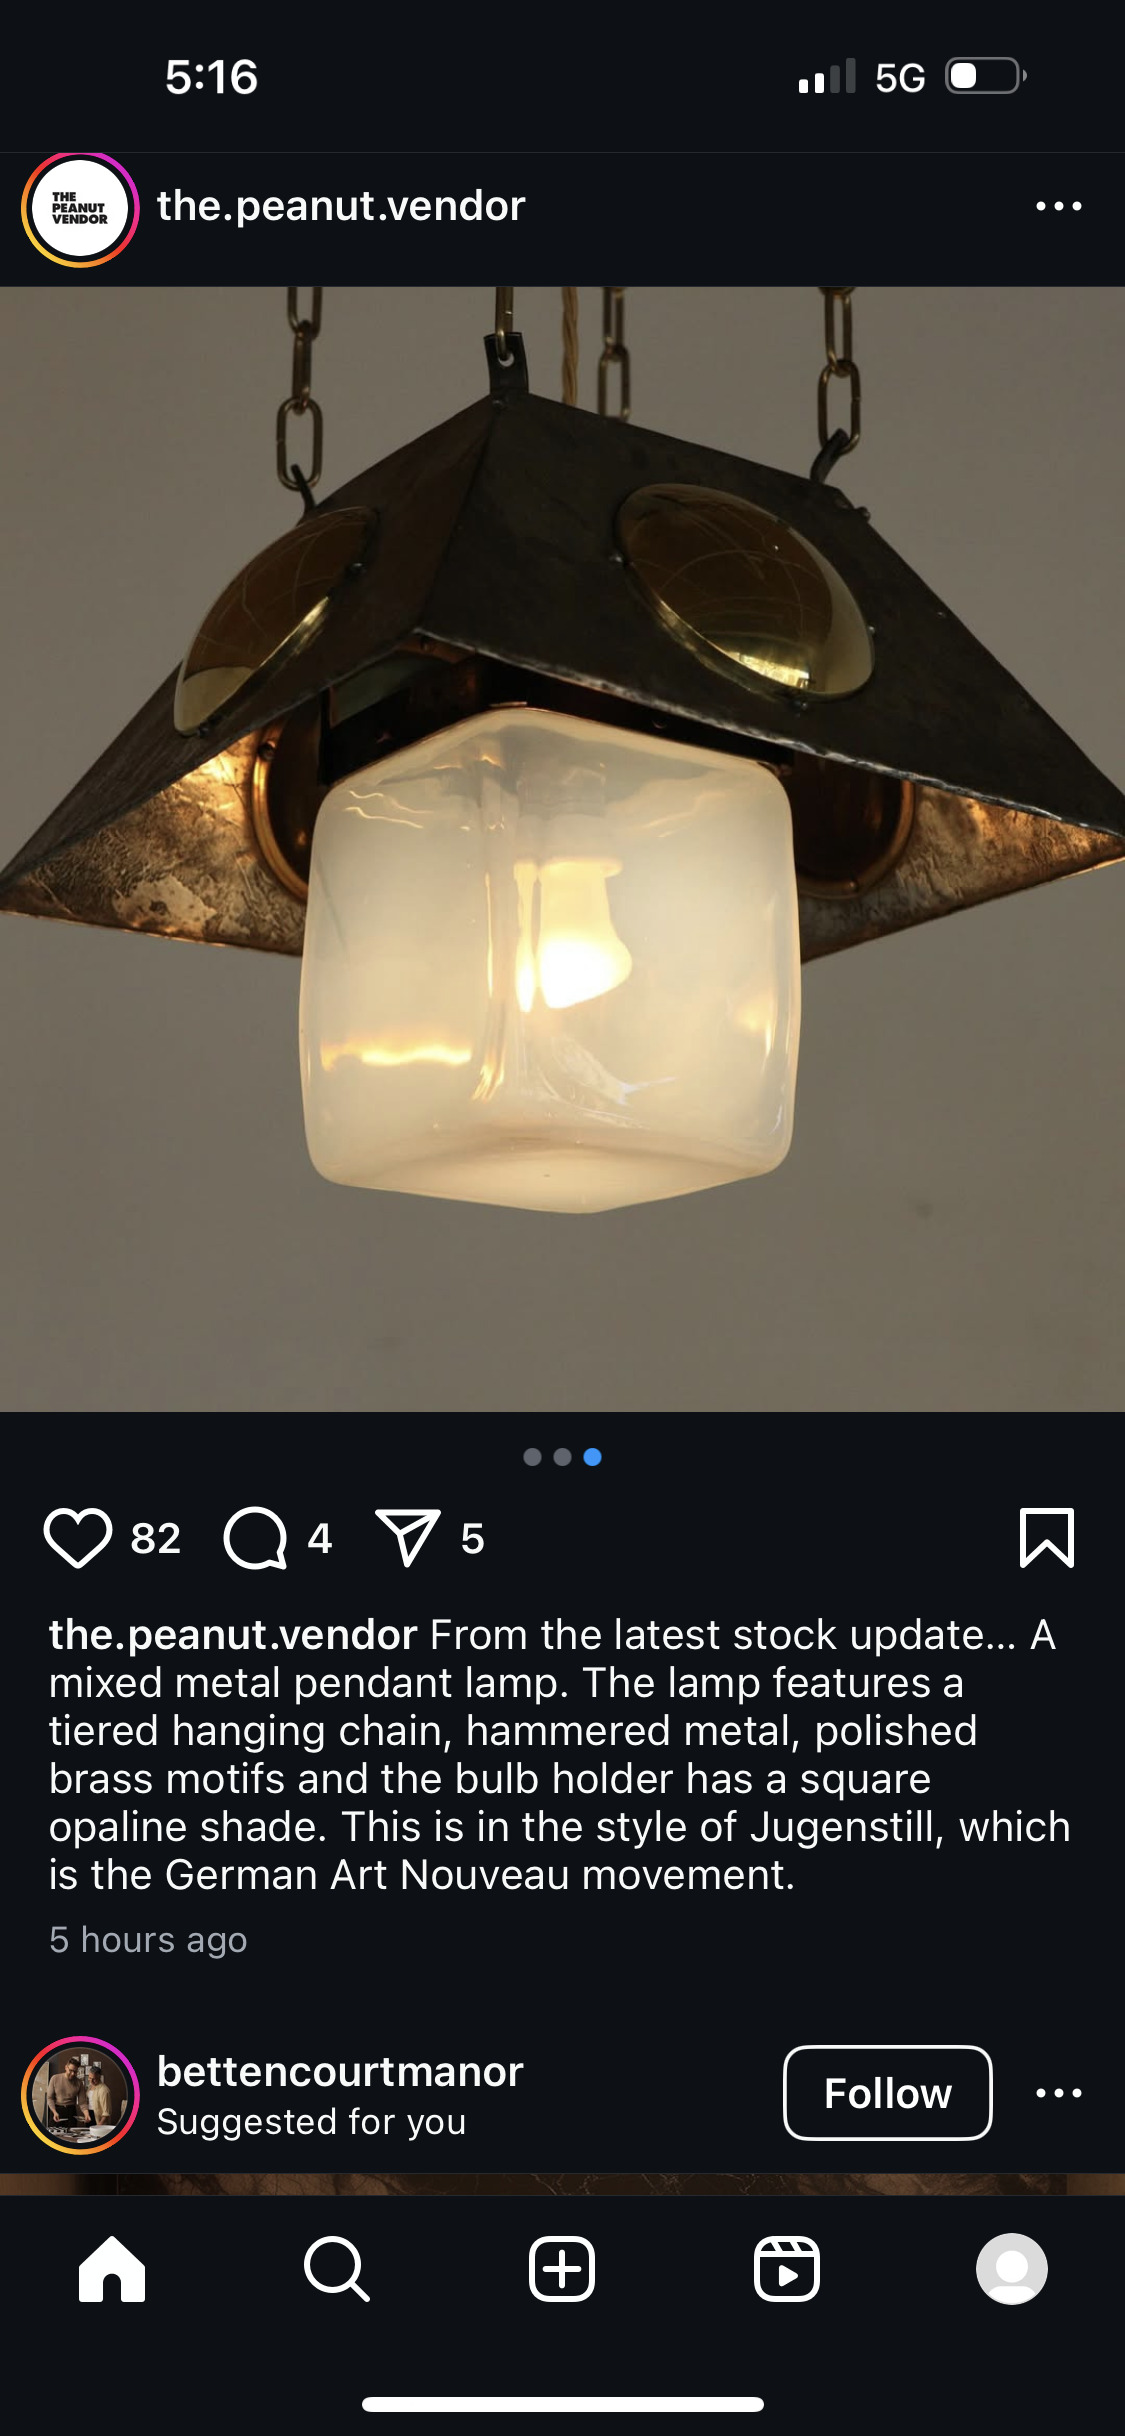 5:16
5G
THE
PEANUT
VENDOR
the.peanut.vendor
82
4
5
the.peanut.vendor From the latest stock update... A
mixed metal pendant lamp. The lamp features a
tiered hanging chain, hammered metal, polished
brass motifs and the bulb holder has a square
opaline shade. This is in the style of Jugenstill, which
is the German Art Nouveau movement.
5 hours ago
bettencourtmanor
Suggested for you
Follow